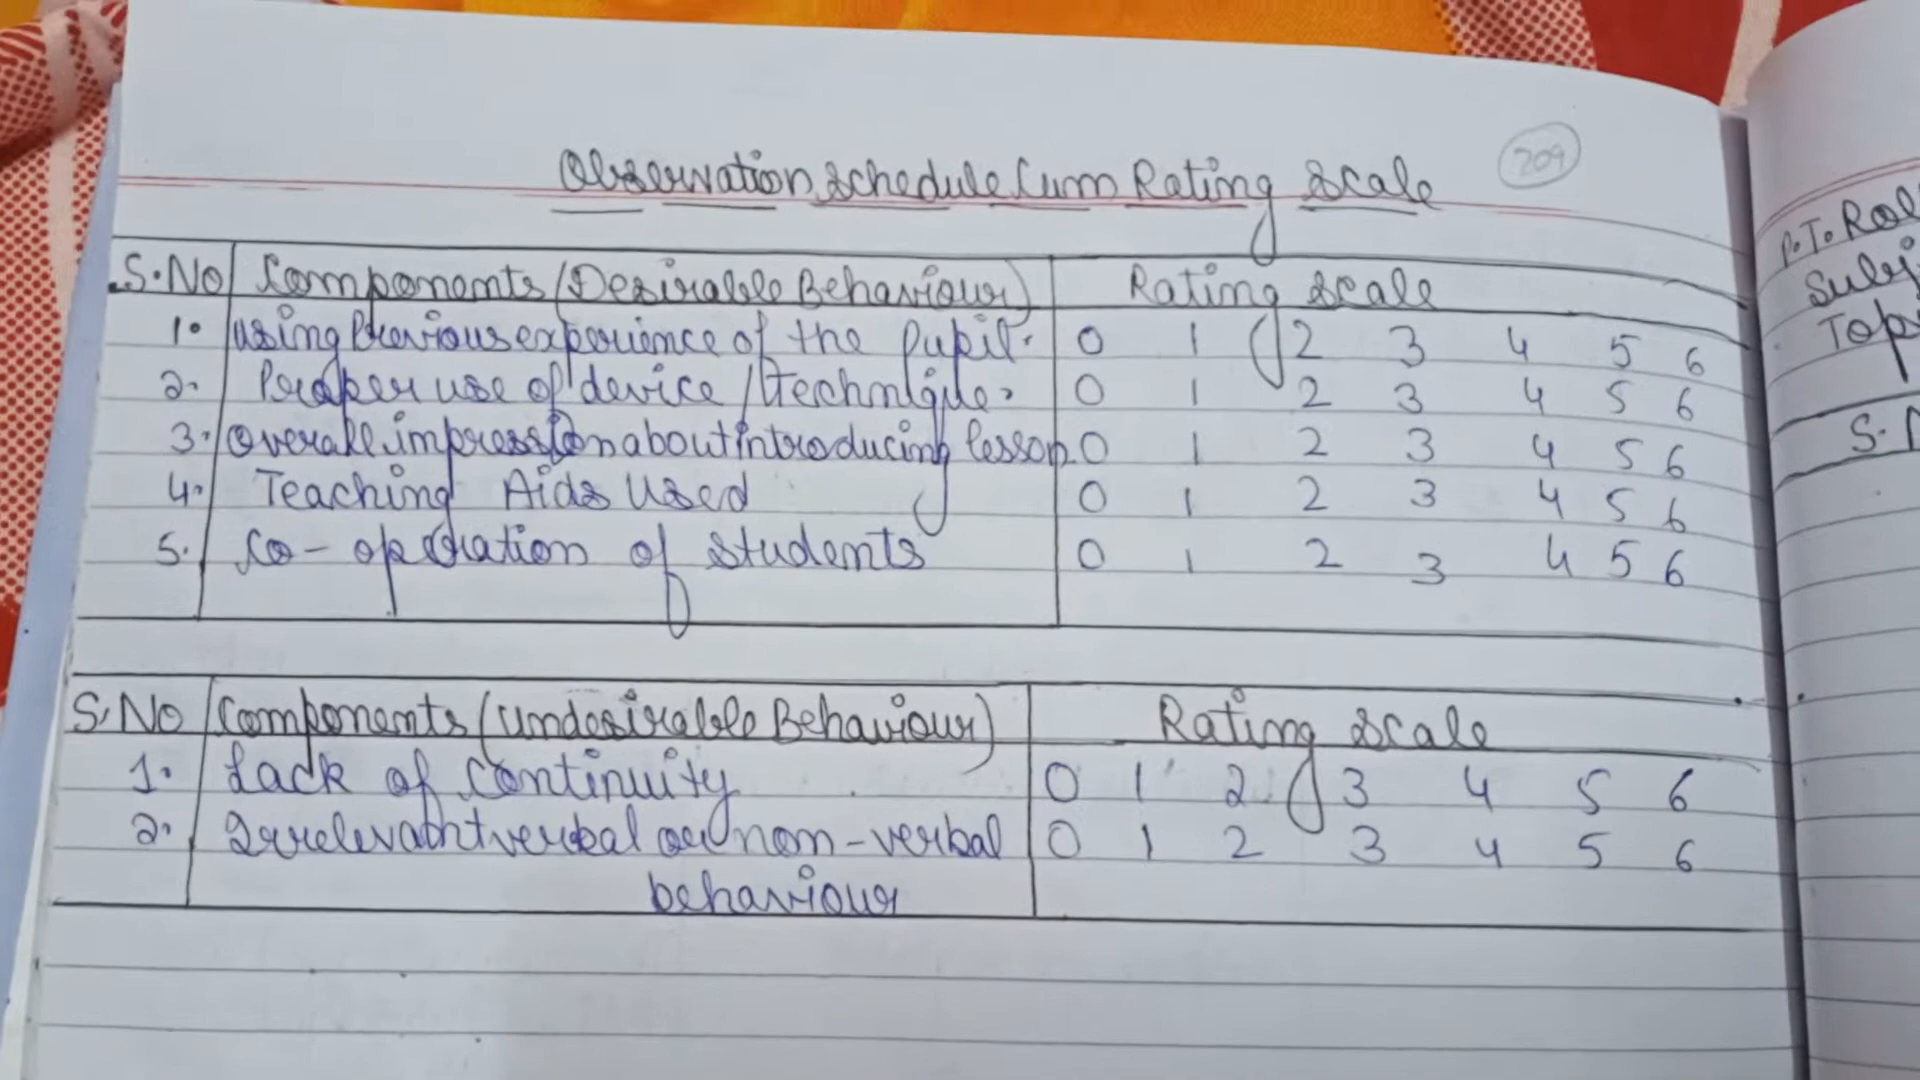 Observation Schedule Cum Rating Scale
209
S.No Components (Desirable Behaviour) Rating Scale
1. Using Previous experience of the Pupil. 0 1 2 3 4 5 6
2. Proper use of device / Technique. 0 1 2 3 4 5 6
3. Overall impression about introducing lesson. 0 1 2 3 4 5 6
4. Teaching Aids Used 0 1 2 3 4 5 6
5. Co-operation of students 0 1 2 3 4 5 6
S.No Components (Undesirable Behaviour) Rating Scale
1. Lack of Continuity 0 1 2 3 4 5 6
2. Irrelevant verbal or non-verbal 0 1 2 3 4 5 6
behaviour
P.T. Rol
Subj
Top
S.